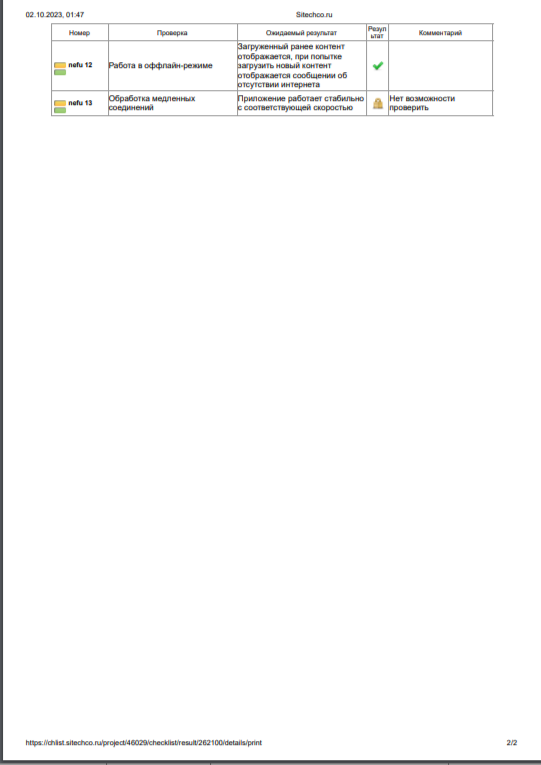 02.10.2023, 01:47
Sitechco.ru
Номер
Проверка
Ожидаемый результат
Резул
ьтат
Комментарий
nefu 12
Работа в оффлайн-режиме
Загруженный ранее контент
отображается, при попытке
загрузить новый контент
отображается сообщении об
отсутствии интернета
nefu 13
Обработка медленных
соединений
Приложение работает стабильно
с соответствующей скоростью
Нет возможности
проверить
https://chlist.sitechco.ru/project/46029/checklist/result/262100/details/print
2/2